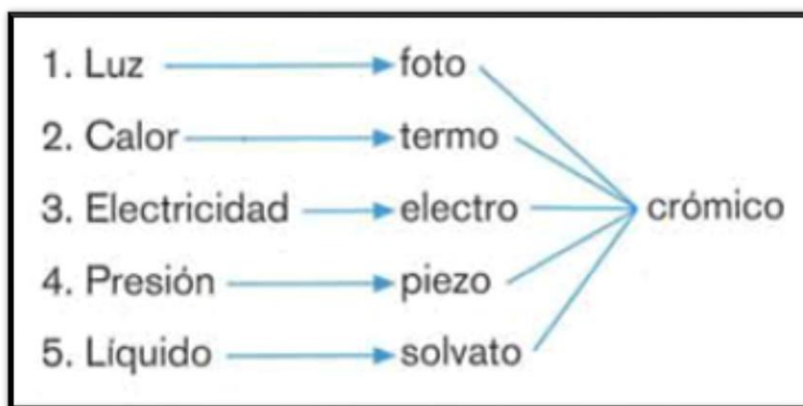 1. Luz foto
2. Calor termo
3. Electricidad electro crómico
4. Presión piezo
5. Líquido solvato